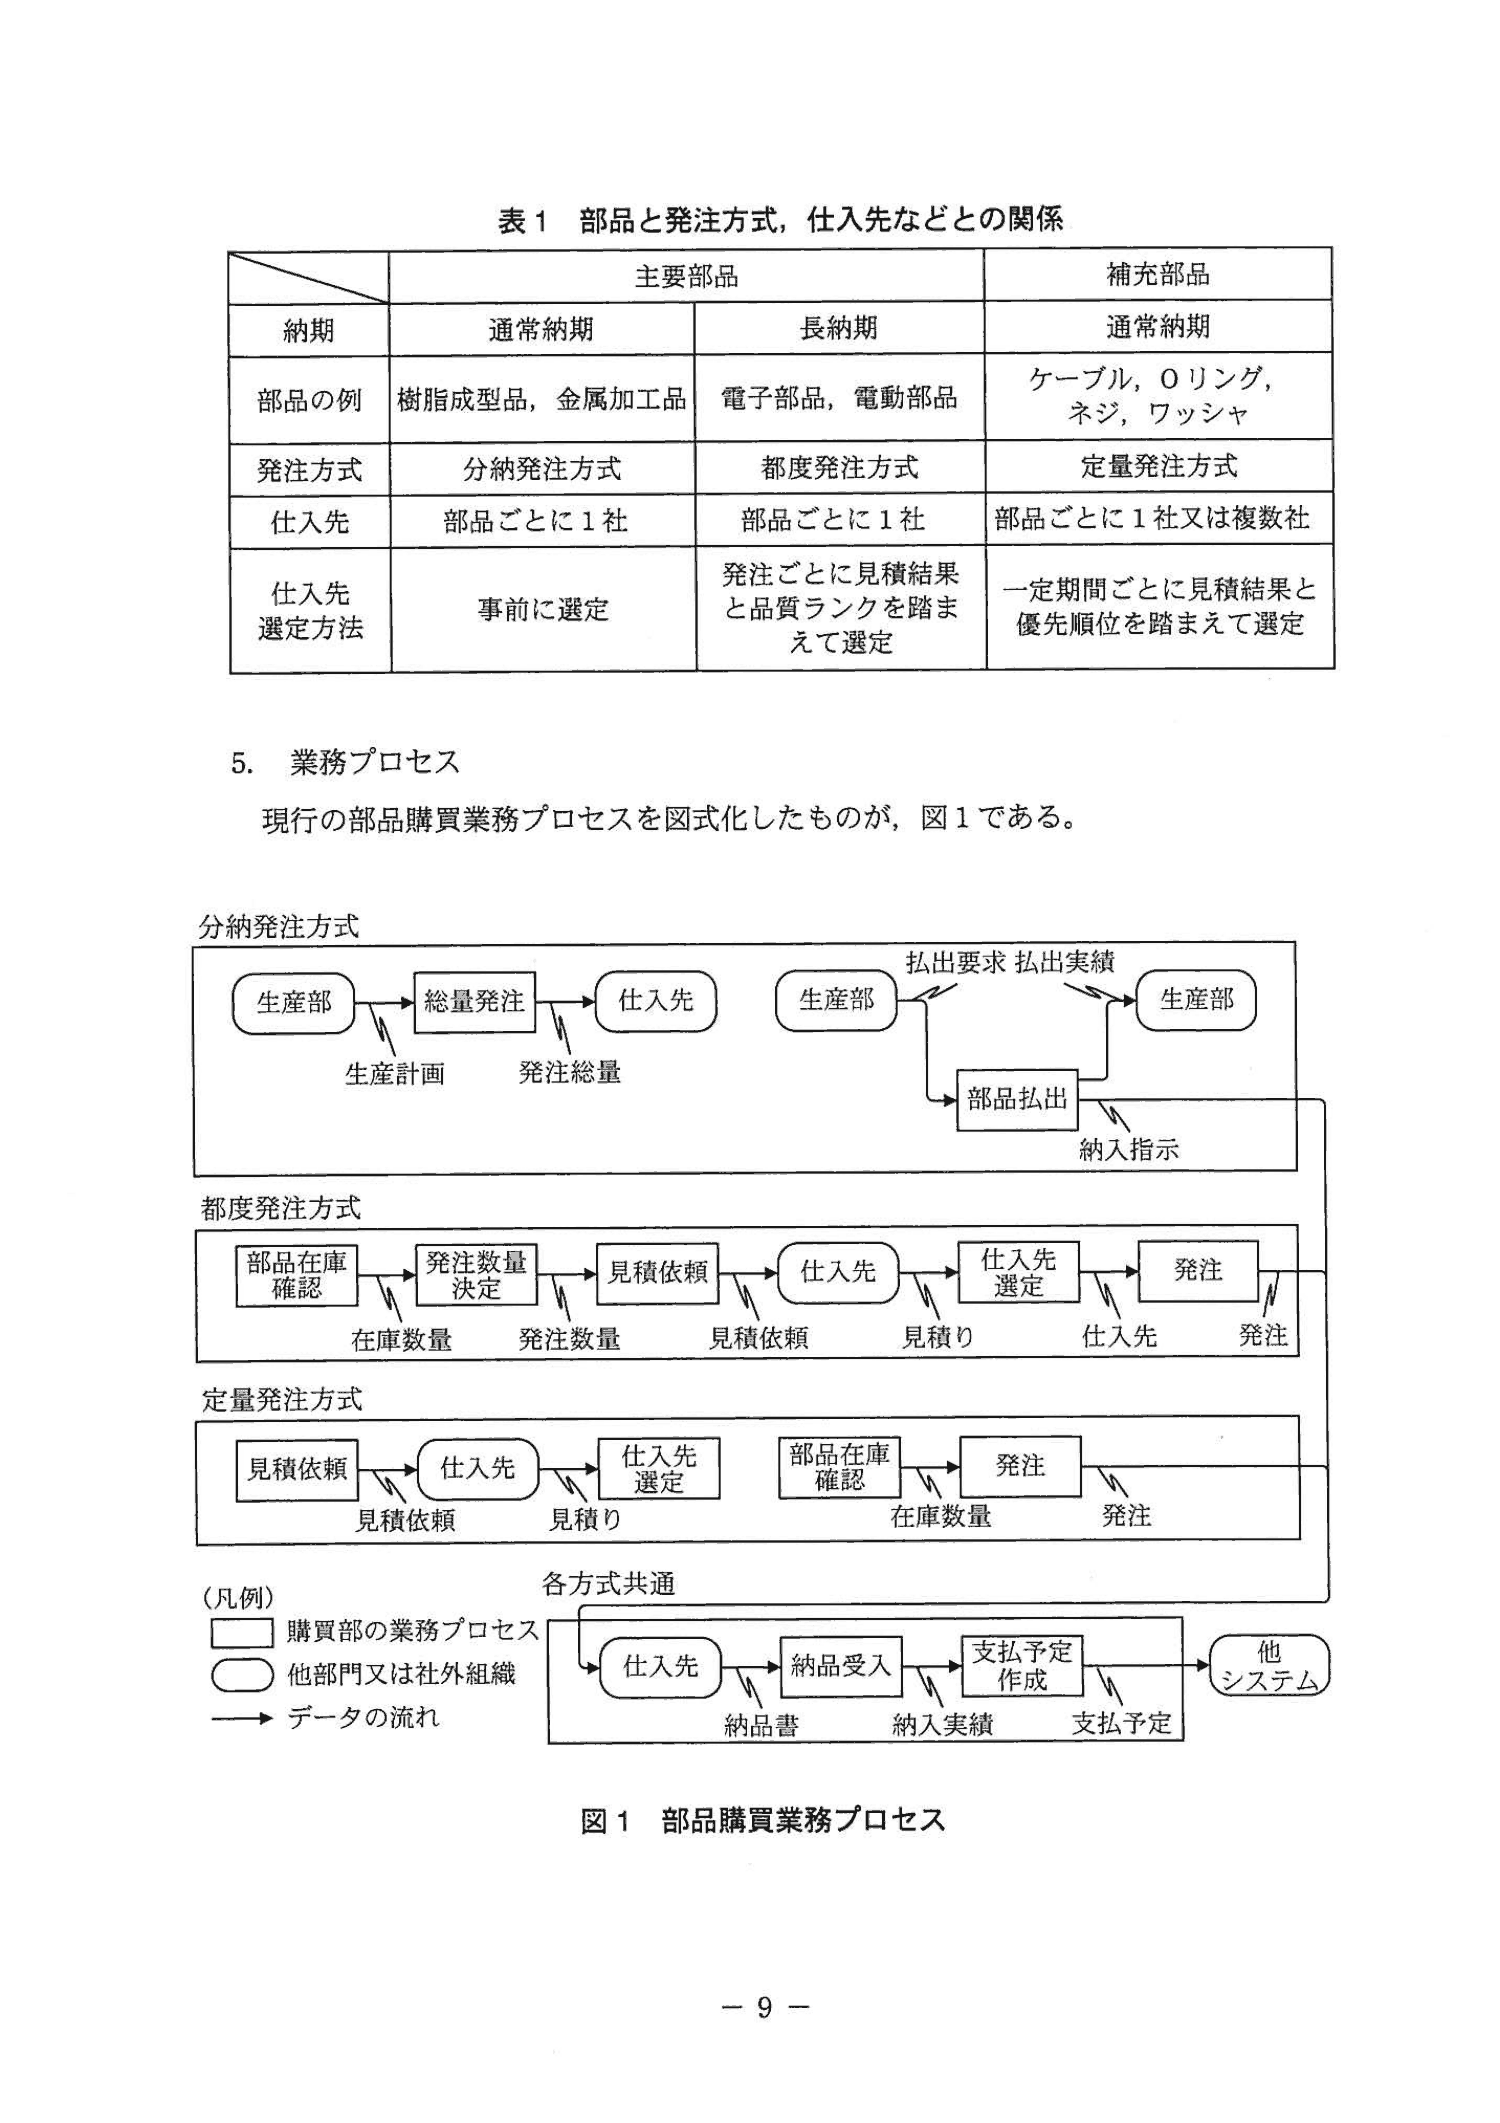 表1　部品と発注方式，仕入先などとの関係
主要部品　補充部品
納期　通常納期　長納期　通常納期
部品の例　樹脂成型品，金属加工品　電子部品，電動部品　ケーブル，Oリング，
ネジ，ワッシャ
発注方式　分納発注方式　都度発注方式　定量発注方式
仕入先　部品ごとに1社　部品ごとに1社　部品ごとに1社又は複数社
仕入先
選定方法
事前に選定
発注ごとに見積結果
と品質ランクを踏ま
えて選定
一定期間ごとに見積結果と
優先順位を踏まえて選定
5.　業務プロセス
現行の部品購買業務プロセスを図式化したものが，図1である。
分納発注方式
払出要求 払出実績
生産部　総量発注　仕入先　生産部　生産部
生産計画　発注総量
部品払出
納入指示
都度発注方式
部品在庫
確認
発注数量
決定
見積依頼
仕入先
仕入先
選定
発注
在庫数量　発注数量　見積依頼　見積り　仕入先　発注
定量発注方式
見積依頼
仕入先
仕入先
選定
部品在庫
確認
発注
見積依頼　見積り　在庫数量　発注
（凡例）
購買部の業務プロセス
他部門又は社外組織
データの流れ
各方式共通
仕入先
納品受入
支払予定
作成
他
システム
納品書　納入実績　支払予定
図1　部品購買業務プロセス
－ 9 －